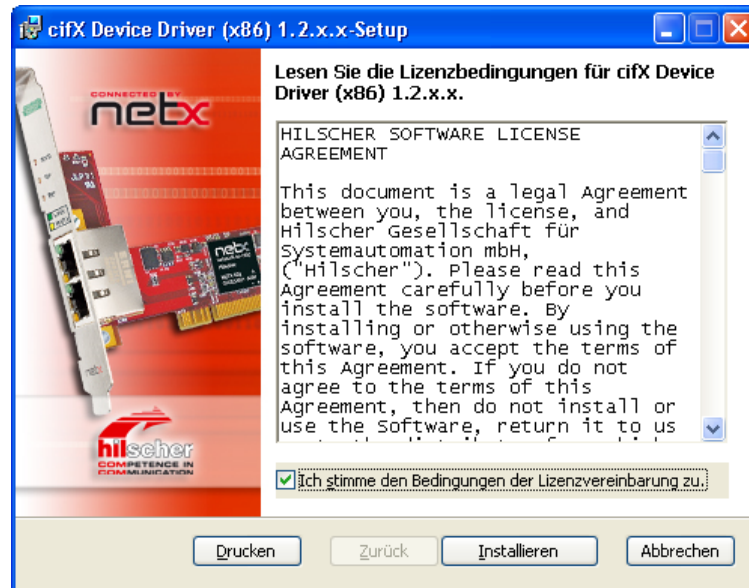 cifX Device Driver (x86) 1.2.x.x-Setup
CONNECTED BY
netx
netx
hilscher
COMPETENCE IN
COMMUNICATION
Lesen Sie die Lizenzbedingungen für cifX Device
Driver (x86) 1.2.x.x.
HILSCHER SOFTWARE LICENSE
AGREEMENT
This document is a legal Agreement
between you, the license, and
Hilscher Gesellschaft für
Systemautomation mbH,
("Hilscher"). Please read this
Agreement carefully before you
install the software. By
installing or otherwise using the
software, you accept the terms of
this Agreement. If you do not
agree to the terms of this
Agreement, then do not install or
use the Software, return it to us
Ich stimme den Bedingungen der Lizenzvereinbarung zu.
Drucken
Zurück
Installieren
Abbrechen